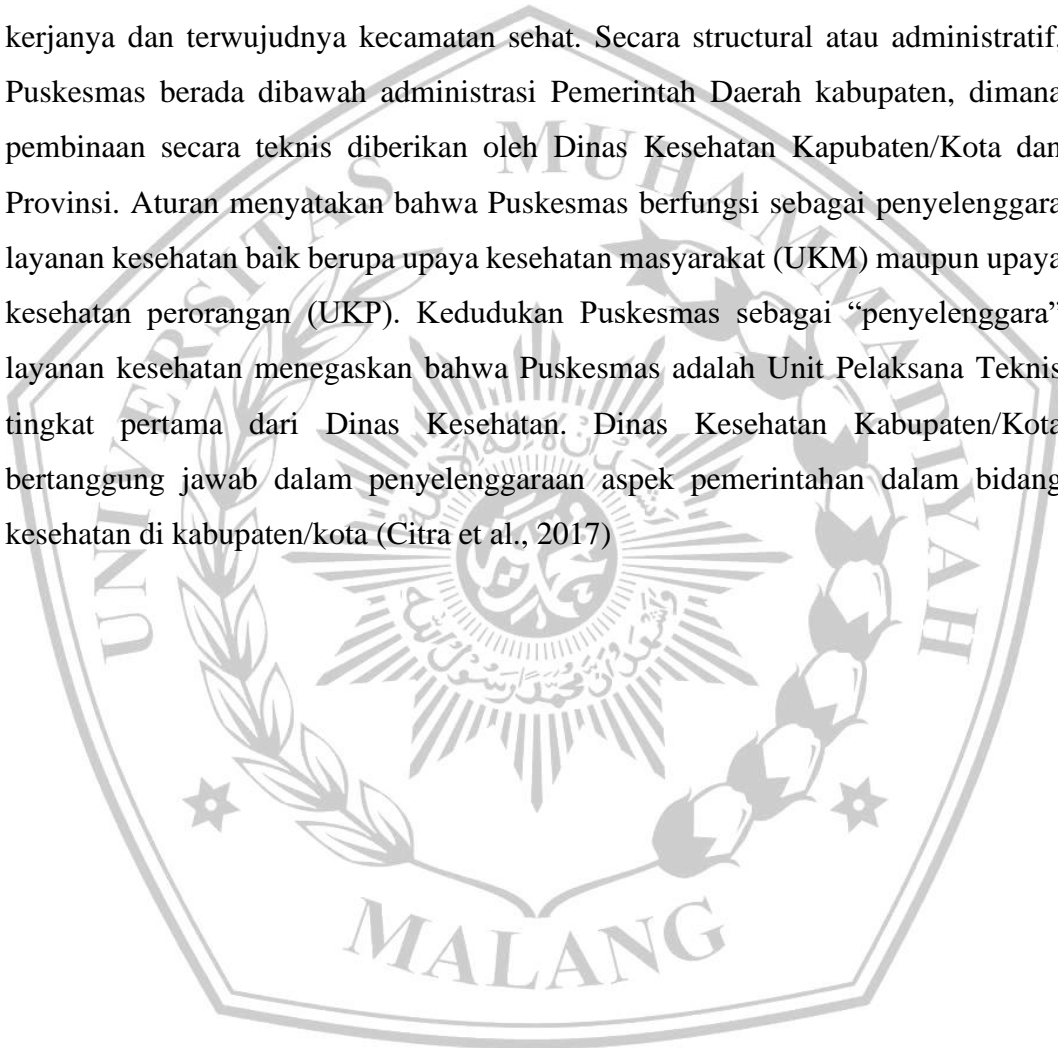 kerjanya dan terwujudnya kecamatan sehat. Secara structural atau administratif,
Puskesmas berada dibawah administrasi Pemerintah Daerah kabupaten, dimana
pembinaan secara teknis diberikan oleh Dinas Kesehatan Kapubaten/Kota dan
Provinsi. Aturan menyatakan bahwa Puskesmas berfungsi sebagai penyelenggara
layanan kesehatan baik berupa upaya kesehatan masyarakat (UKM) maupun upaya
kesehatan perorangan (UKP). Kedudukan Puskesmas sebagai “penyelenggara”
layanan kesehatan menegaskan bahwa Puskesmas adalah Unit Pelaksana Teknis
tingkat pertama dari Dinas Kesehatan. Dinas Kesehatan Kabupaten/Kota
bertanggung jawab dalam penyelenggaraan aspek pemerintahan dalam bidang
kesehatan di kabupaten/kota (Citra et al., 2017)
UNIVERSITAS MUHAMMADIYAH
MALANG